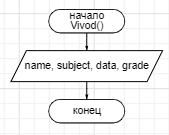 начало
Vivod()
name, subject, data, grade
конец